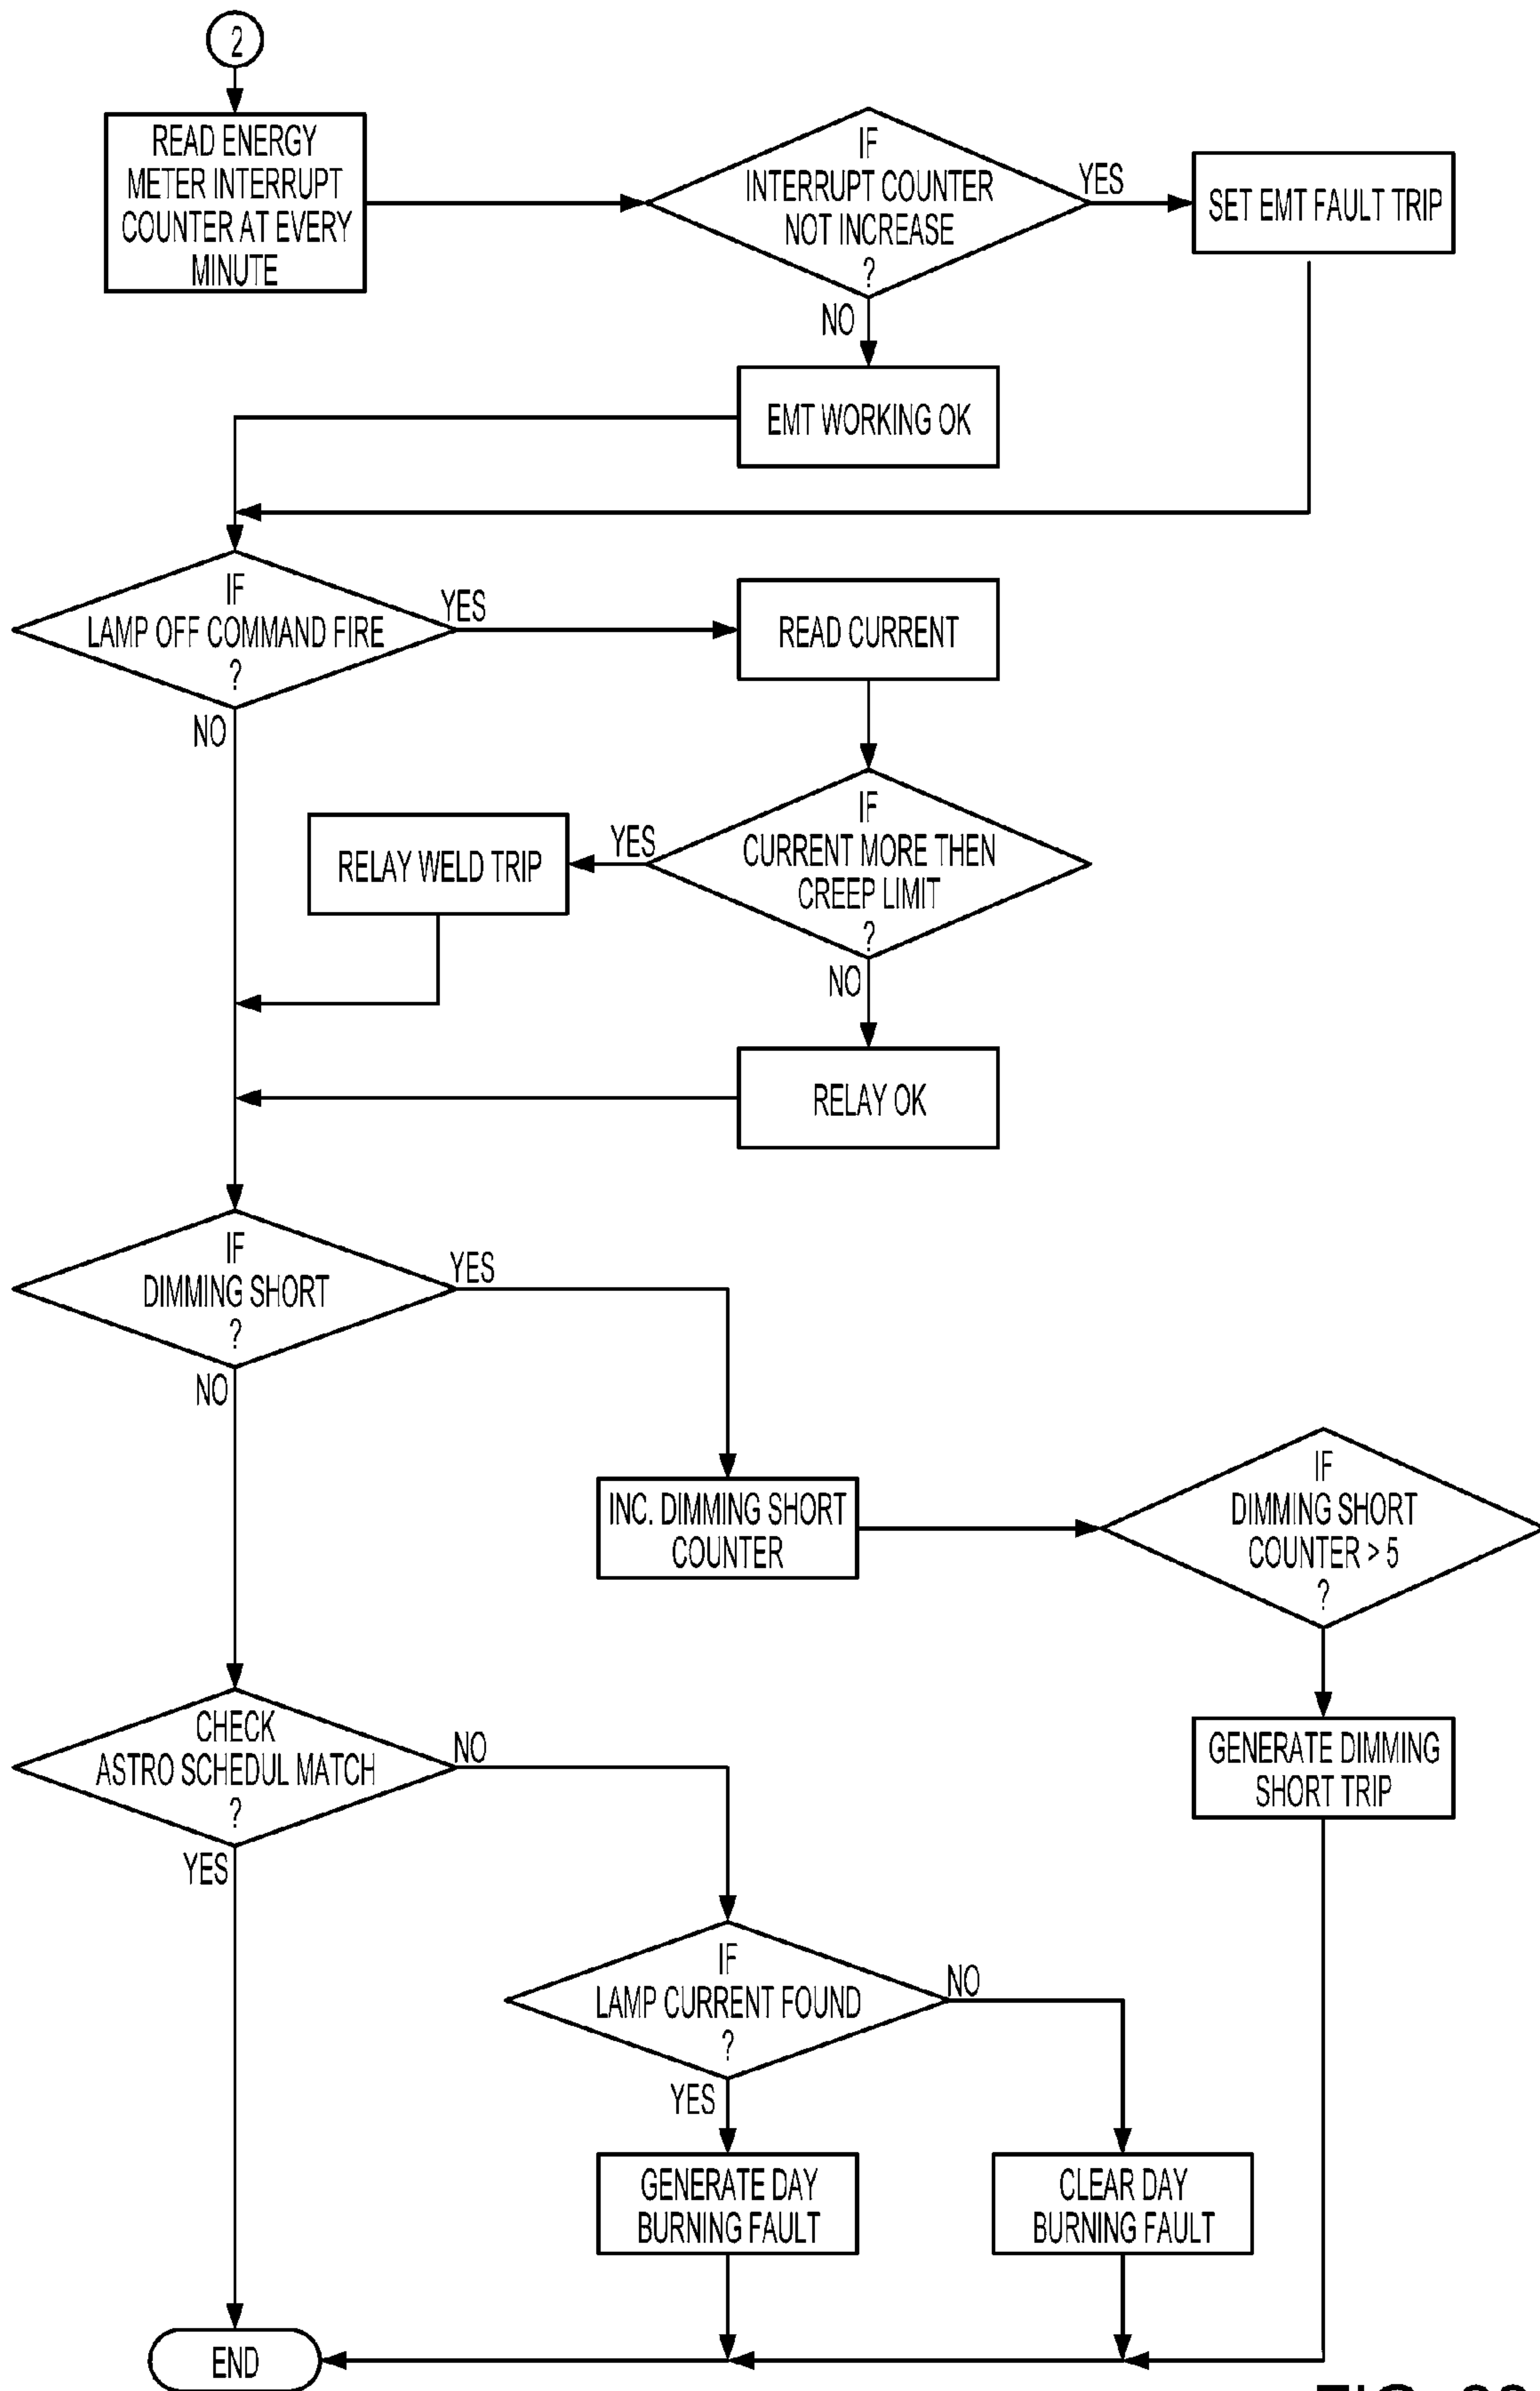 2
READ ENERGY
METER INTERRUPT
COUNTER AT EVERY
MINUTE
IF
INTERRUPT COUNTER
NOT INCREASE
?
YES
SET EMT FAULT TRIP
NO
EMT WORKING OK
IF
LAMP OFF COMMAND FIRE
?
YES
READ CURRENT
NO
IF
CURRENT MORE THEN
CREEP LIMIT
?
YES
RELAY WELD TRIP
NO
RELAY OK
IF
DIMMING SHORT
?
YES
NO
INC. DIMMING SHORT
COUNTER
IF
DIMMING SHORT
COUNTER > 5
?
GENERATE DIMMING
SHORT TRIP
CHECK
ASTRO SCHEDUL MATCH
?
NO
YES
IF
LAMP CURRENT FOUND
?
NO
YES
GENERATE DAY
BURNING FAULT
CLEAR DAY
BURNING FAULT
END